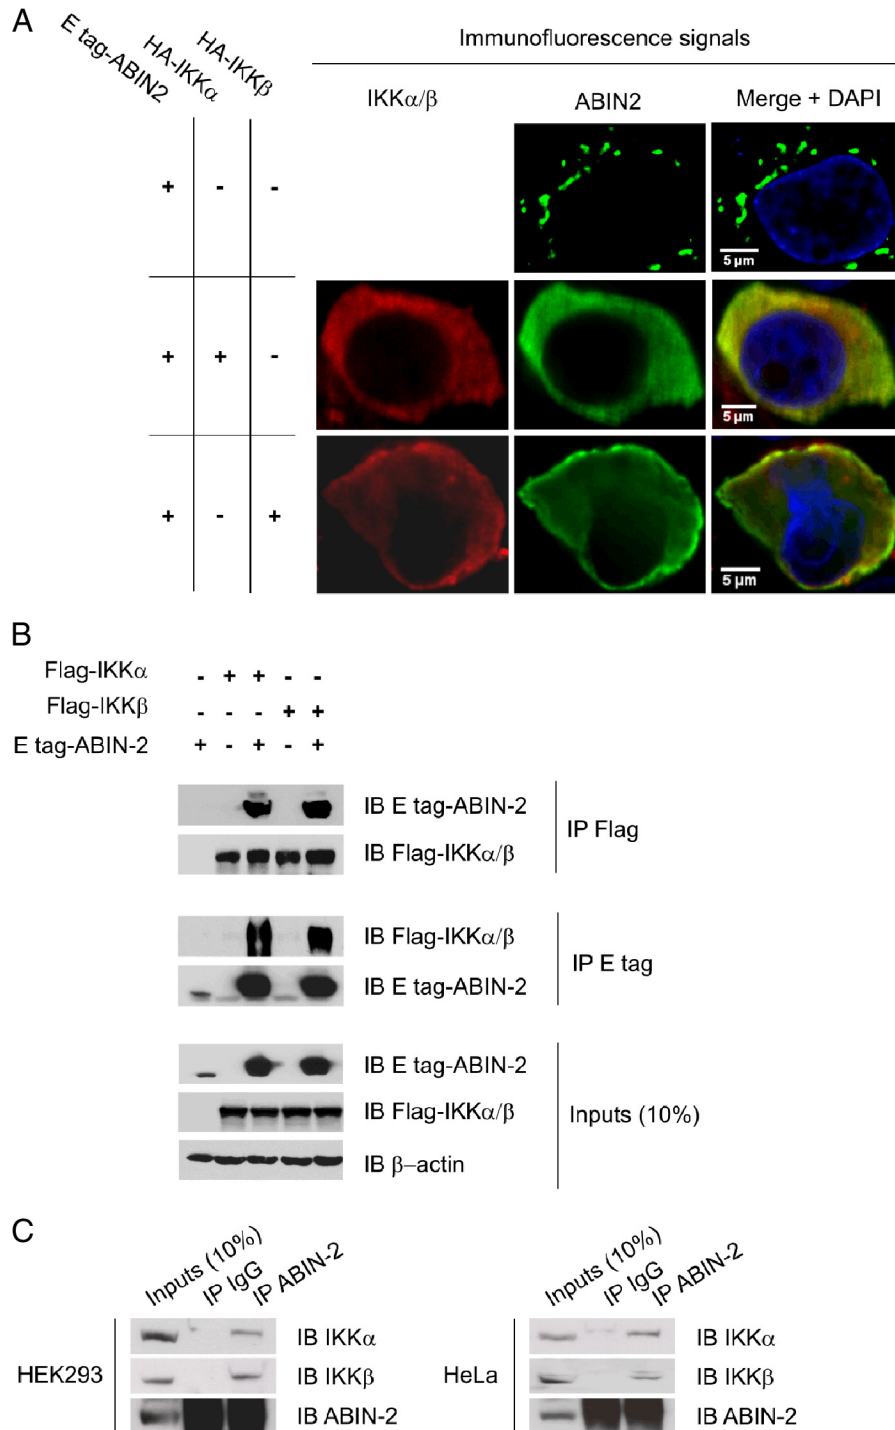 A
E tag-ABIN2
HA-IKKα
HA-IKKβ
Immunofluorescence signals
IKKα/β
ABIN2
Merge + DAPI
+ - -
5 µm
+ + -
5 µm
+ - +
5 µm
B
Flag-IKKα - + + - -
Flag-IKKβ - - - + +
E tag-ABIN-2 + - + - +
IB E tag-ABIN-2
IP Flag
IB Flag-IKKα/β
IB Flag-IKKα/β
IP E tag
IB E tag-ABIN-2
IB E tag-ABIN-2
IB Flag-IKKα/β
Inputs (10%)
IB β–actin
C
Inputs (10%)
IP IgG
IP ABIN-2
HEK293
IB IKKα
IB IKKβ
IB ABIN-2
Inputs (10%)
IP IgG
IP ABIN-2
HeLa
IB IKKα
IB IKKβ
IB ABIN-2